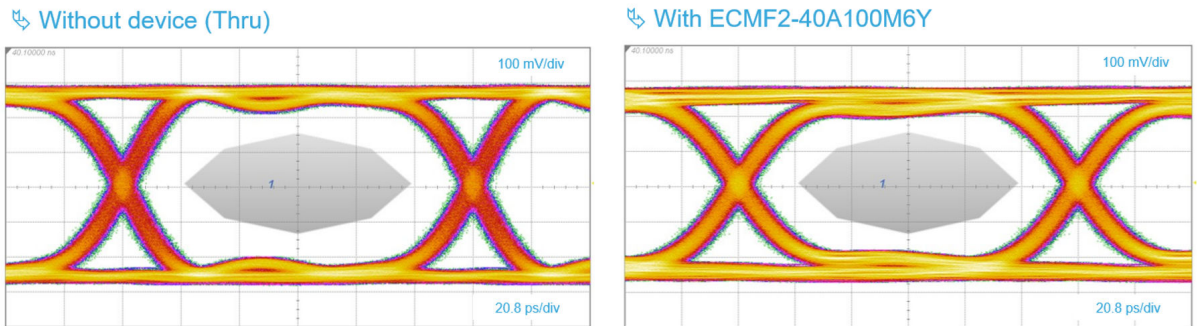 Without device (Thru)
40.10000 ns
100 mV/div
1
20.8 ps/div
With ECMF2-40A100M6Y
40.10000 ns
100 mV/div
1
20.8 ps/div